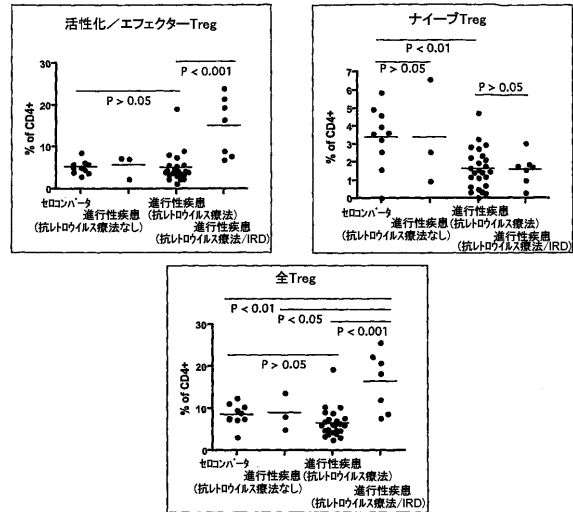 活性化／エフェクターTreg
P < 0.001
P > 0.05
% of CD4+
30
20
10
0
セロコンバータ
進行性疾患
(抗レトロウイルス療法なし)
進行性疾患
(抗レトロウイルス療法)
進行性疾患
(抗レトロウイルス療法/IRD)
ナイーブTreg
P < 0.01
P > 0.05
P > 0.05
% of CD4+
7
6
5
4
3
2
1
0
セロコンバータ
進行性疾患
(抗レトロウイルス療法なし)
進行性疾患
(抗レトロウイルス療法)
進行性疾患
(抗レトロウイルス療法/IRD)
全Treg
P < 0.01
P < 0.05
P < 0.001
P > 0.05
% of CD4+
30
20
10
0
セロコンバータ
進行性疾患
(抗レトロウイルス療法なし)
進行性疾患
(抗レトロウイルス療法)
進行性疾患
(抗レトロウイルス療法/IRD)